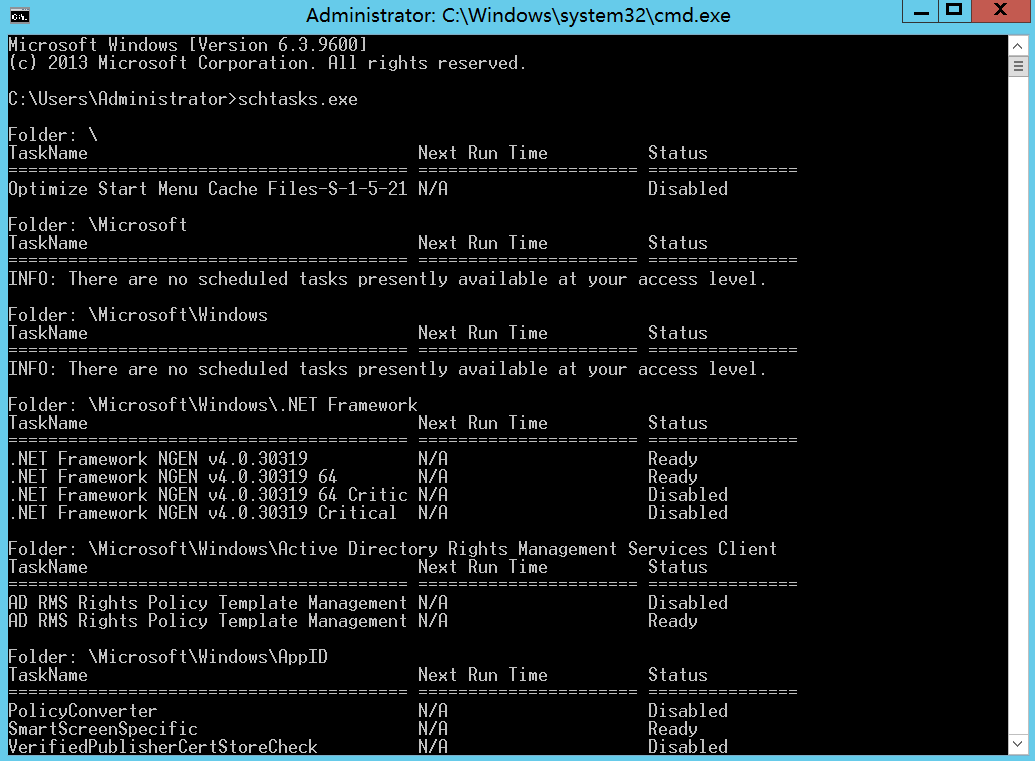 Administrator: C:\Windows\system32\cmd.exe
Microsoft Windows [Version 6.3.9600]
(c) 2013 Microsoft Corporation. All rights reserved.
C:\Users\Administrator>schtasks.exe
Folder: \
TaskName                                 Next Run Time          Status
======================================== ====================== ===============
Optimize Start Menu Cache Files-S-1-5-21 N/A                    Disabled
Folder: \Microsoft
TaskName                                 Next Run Time          Status
======================================== ====================== ===============
INFO: There are no scheduled tasks presently available at your access level.
Folder: \Microsoft\Windows
TaskName                                 Next Run Time          Status
======================================== ====================== ===============
INFO: There are no scheduled tasks presently available at your access level.
Folder: \Microsoft\Windows\.NET Framework
TaskName                                 Next Run Time          Status
======================================== ====================== ===============
.NET Framework NGEN v4.0.30319           N/A                    Ready
.NET Framework NGEN v4.0.30319 64        N/A                    Ready
.NET Framework NGEN v4.0.30319 64 Critic N/A                    Disabled
.NET Framework NGEN v4.0.30319 Critical  N/A                    Disabled
Folder: \Microsoft\Windows\Active Directory Rights Management Services Client
TaskName                                 Next Run Time          Status
======================================== ====================== ===============
AD RMS Rights Policy Template Management N/A                    Disabled
AD RMS Rights Policy Template Management N/A                    Ready
Folder: \Microsoft\Windows\AppID
TaskName                                 Next Run Time          Status
======================================== ====================== ===============
PolicyConverter                          N/A                    Disabled
SmartScreenSpecific                      N/A                    Ready
VerifiedPublisherCertStoreCheck          N/A                    Disabled